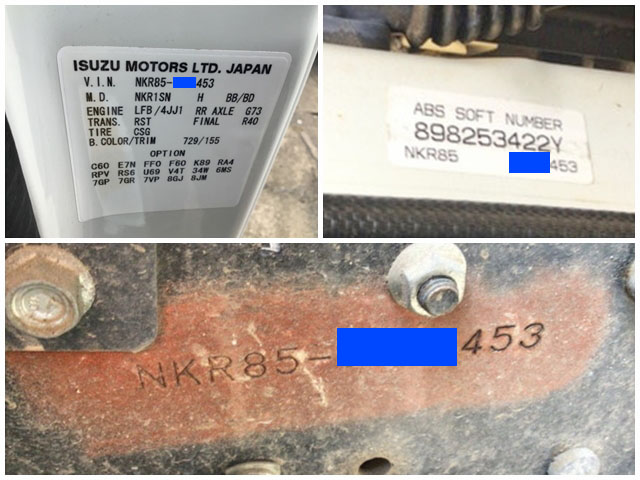 ISUZU MOTORS LTD. JAPAN
V.I.N. NKR85- 453
M.D. NKR1SN H BB/BD
ENGINE LFB/4JJ1 RR AXLE G73
TRANS. RST FINAL R40
TIRE CSG
B.COLOR/TRIM 729/155
OPTION
C60 E7N FF0 F60 K89 RA4
RPV RS6 U69 V4T 34W 6MS
7GP 7GR 7VP 8GJ 8JM
ABS SOFT NUMBER
898253422Y
NKR85 453
NKR85- 453